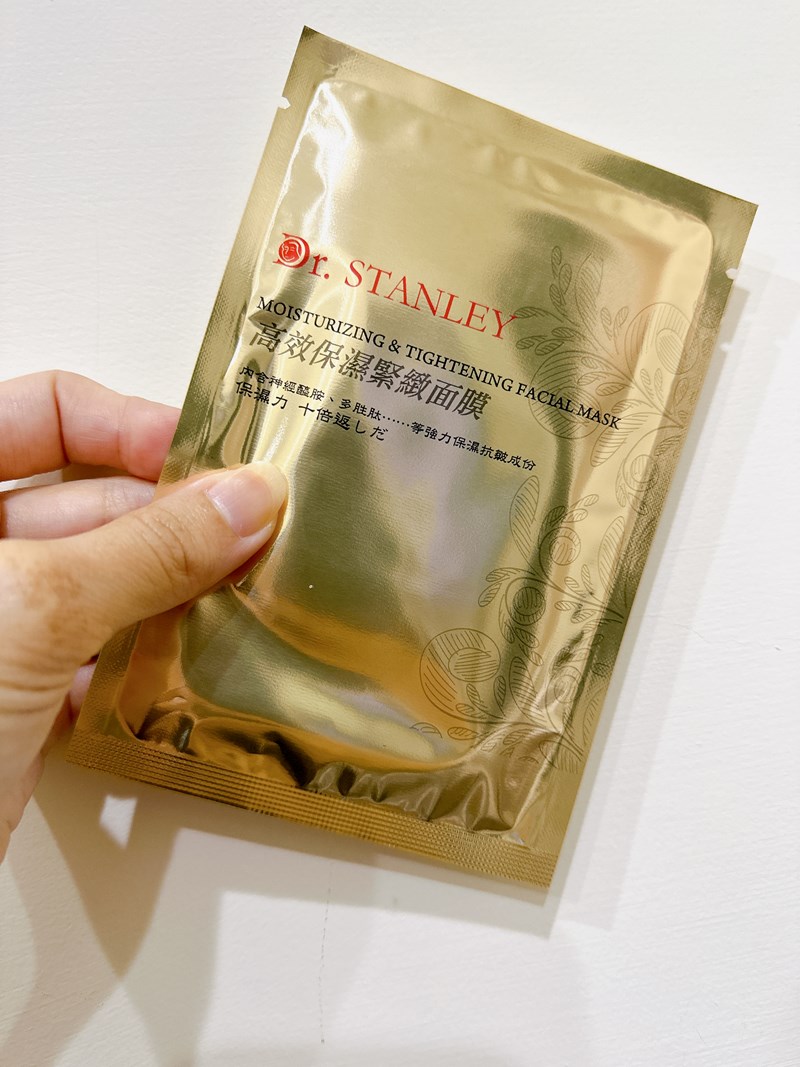 Dr. STANLEY
MOISTURIZING & TIGHTENING FACIAL MASK
高效保濕緊緻面膜
內含神經醯胺、多胜肽……等強力保濕抗皺成份
保濕力 十倍返しだ